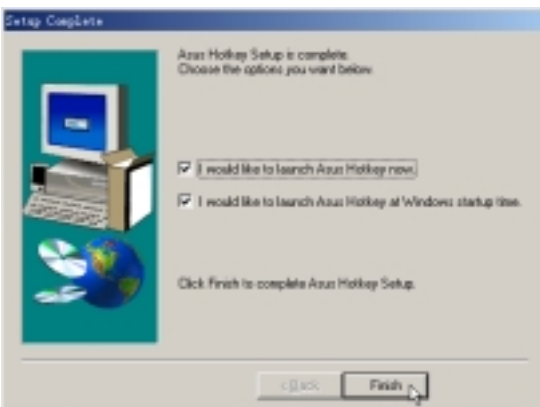 Setup Complete
Asus Hotkey Setup is complete.
Choose the options you want below.
I would like to launch Asus Hotkey now.
I would like to launch Asus Hotkey at Windows startup time.
Click Finish to complete Asus Hotkey Setup.
< Back
Finish